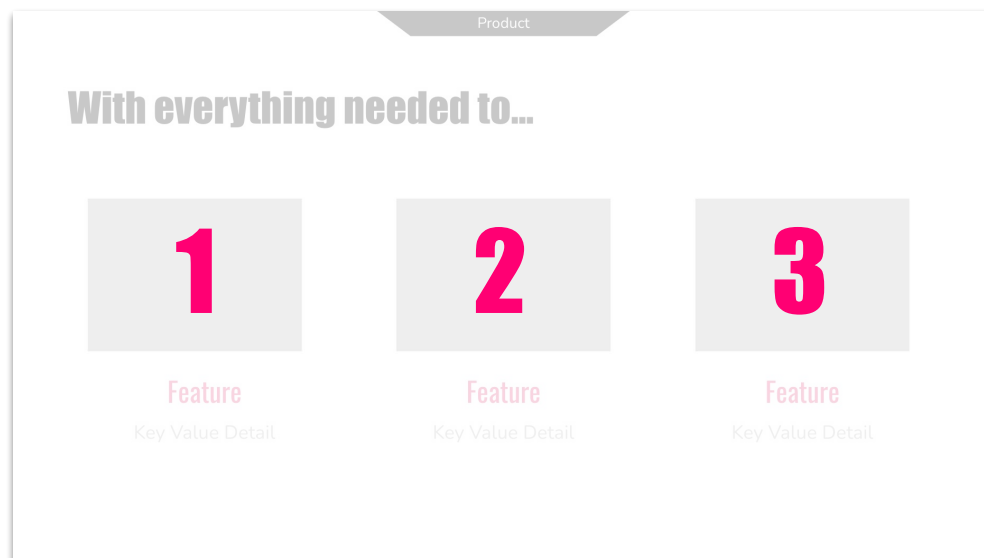 Product
With everything needed to...
1 2 3
Feature Feature Feature
Key Value Detail Key Value Detail Key Value Detail